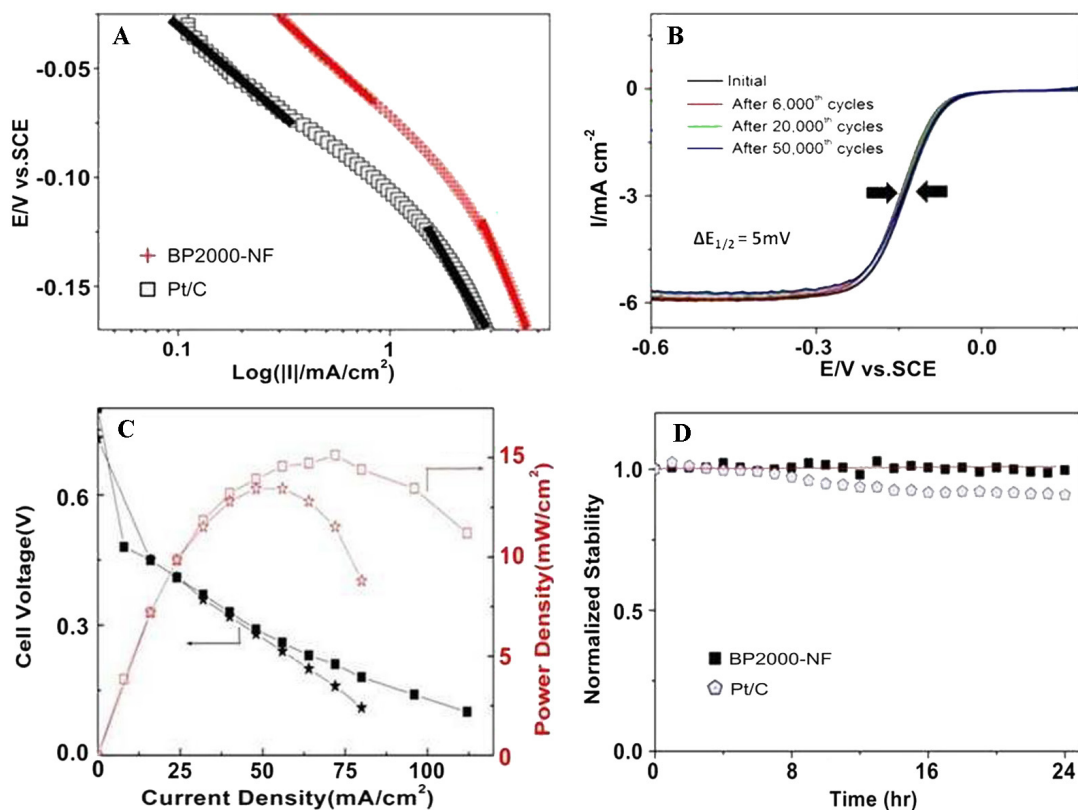 A
-0.05
-0.10
-0.15
E/V vs.SCE
BP2000-NF
Pt/C
0.1
1
Log(|I|/mA/cm²)
B
Initial
After 6,000th cycles
After 20,000th cycles
After 50,000th cycles
0
-3
-6
I/mA cm-2
ΔE1/2 = 5mV
-0.6
-0.3
0.0
E/V vs.SCE
C
0.6
0.3
0.0
Cell Voltage(V)
15
10
5
0
Power Density(mW/cm²)
0
25
50
75
100
Current Density(mA/cm²)
D
1.0
0.5
0.0
Normalized Stability
BP2000-NF
Pt/C
0
8
16
24
Time (hr)